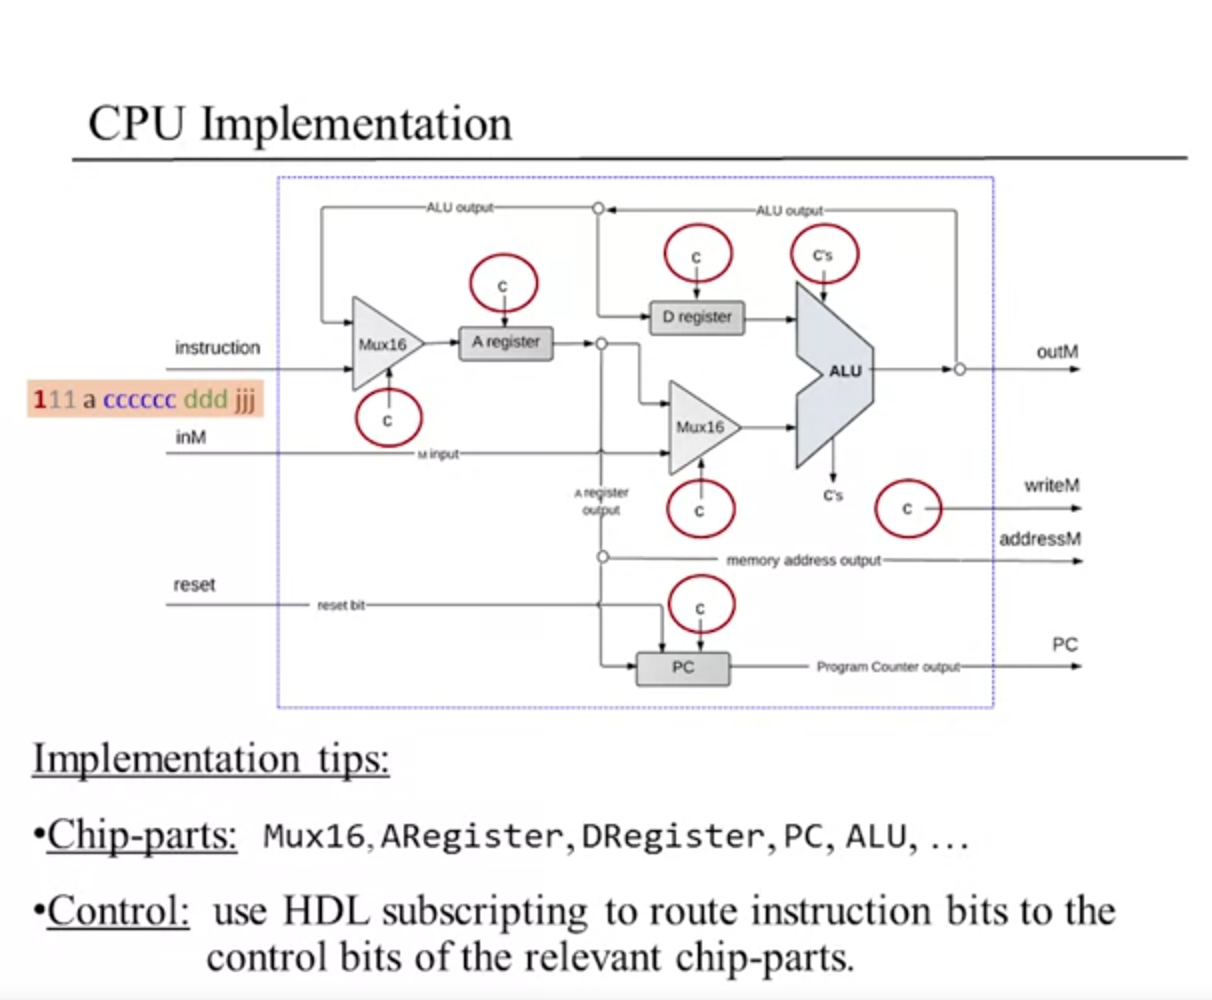 CPU Implementation
ALU output
ALU output
c
c
C's
instruction
Mux16
A register
D register
ALU
outM
111 a cccccc ddd jjj
c
inM
M input
Mux16
A register
output
c
C's
c
writeM
addressM
memory address output
reset
reset bit
c
PC
PC
Program Counter output
Implementation tips:
•Chip-parts: Mux16, ARegister, DRegister, PC, ALU, ...
•Control: use HDL subscripting to route instruction bits to the
control bits of the relevant chip-parts.